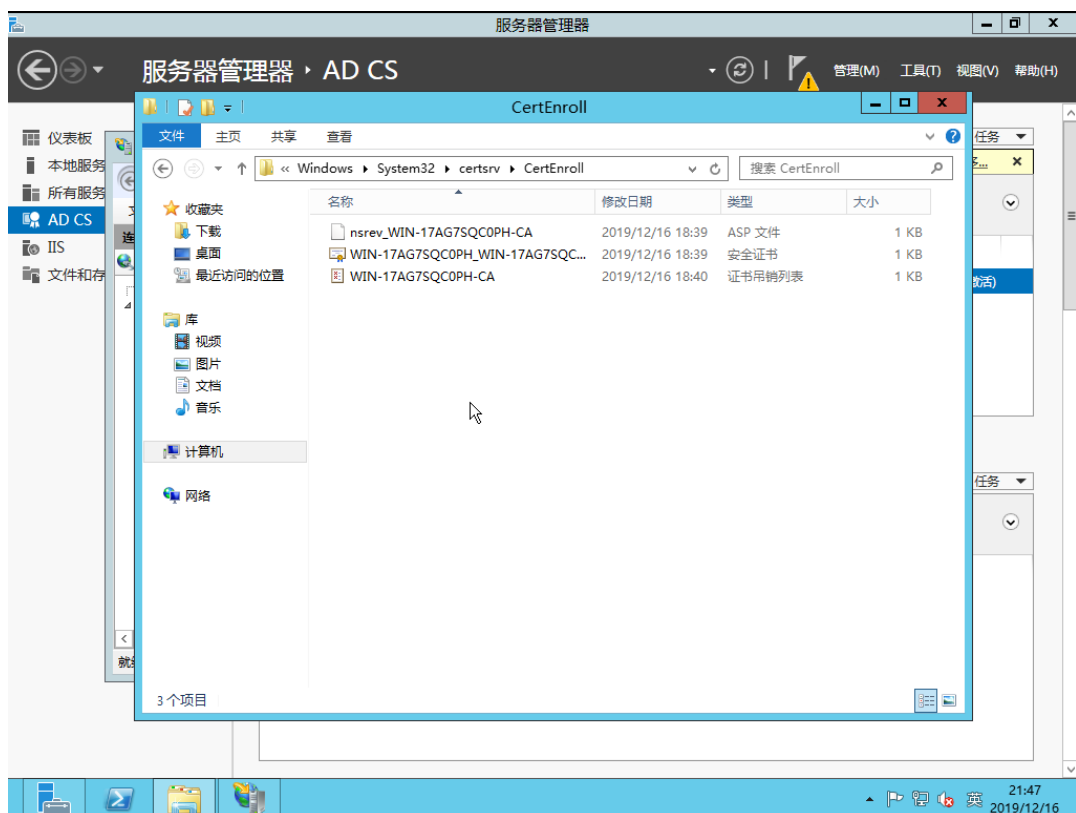 服务器管理器
服务器管理器 AD CS 管理(M) 工具(T) 视图(V) 帮助(H)
CertEnroll
文件 主页 共享 查看
« Windows System32 certsrv CertEnroll 搜索 CertEnroll
仪表板
本地服务
所有服务
AD CS
IIS
文件和存
任务
收藏夹
下载
桌面
最近访问的位置
库
视频
图片
文档
音乐
计算机
网络
名称 修改日期 类型 大小
nsrev_WIN-17AG7SQC0PH-CA 2019/12/16 18:39 ASP 文件 1 KB
WIN-17AG7SQC0PH_WIN-17AG7SQC... 2019/12/16 18:39 安全证书 1 KB
WIN-17AG7SQC0PH-CA 2019/12/16 18:40 证书吊销列表 1 KB
激活)
任务
3 个项目
英
21:47
2019/12/16